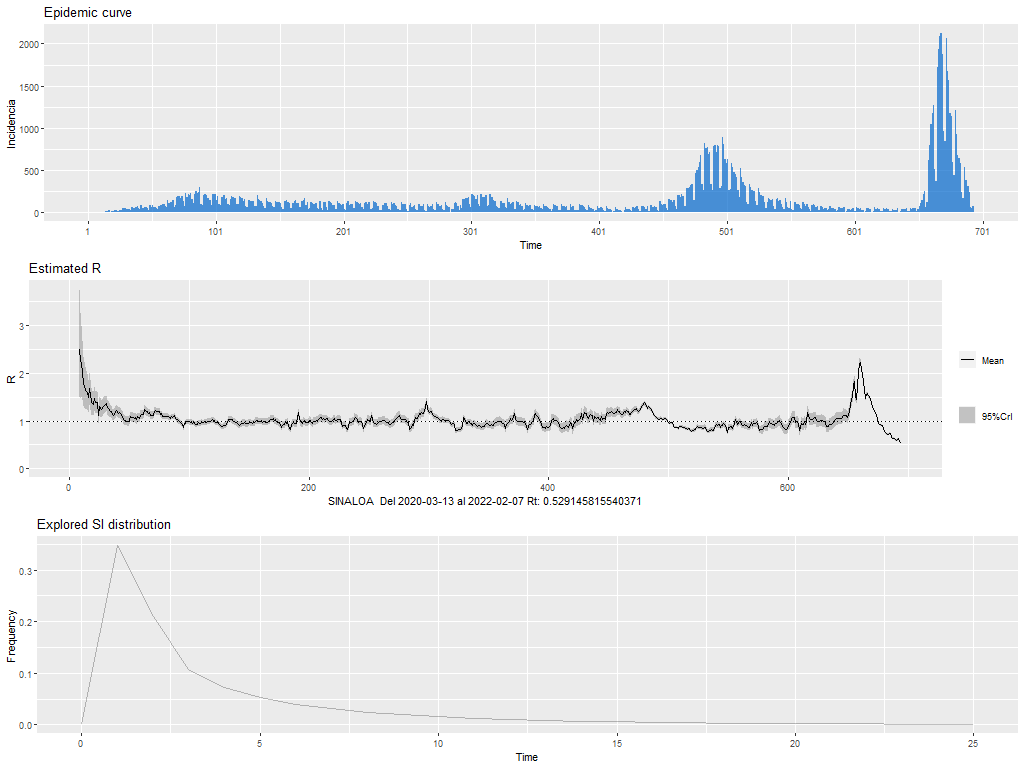 Epidemic curve
Incidencia
2000
1500
1000
500
0
1
101
201
301
401
501
601
701
Time
Estimated R
R
3
2
1
0
0
200
400
600
Mean
95%CrI
SINALOA Del 2020-03-13 al 2022-02-07 Rt: 0.529145815540371
Explored SI distribution
Frequency
0.3
0.2
0.1
0.0
0
5
10
15
20
25
Time